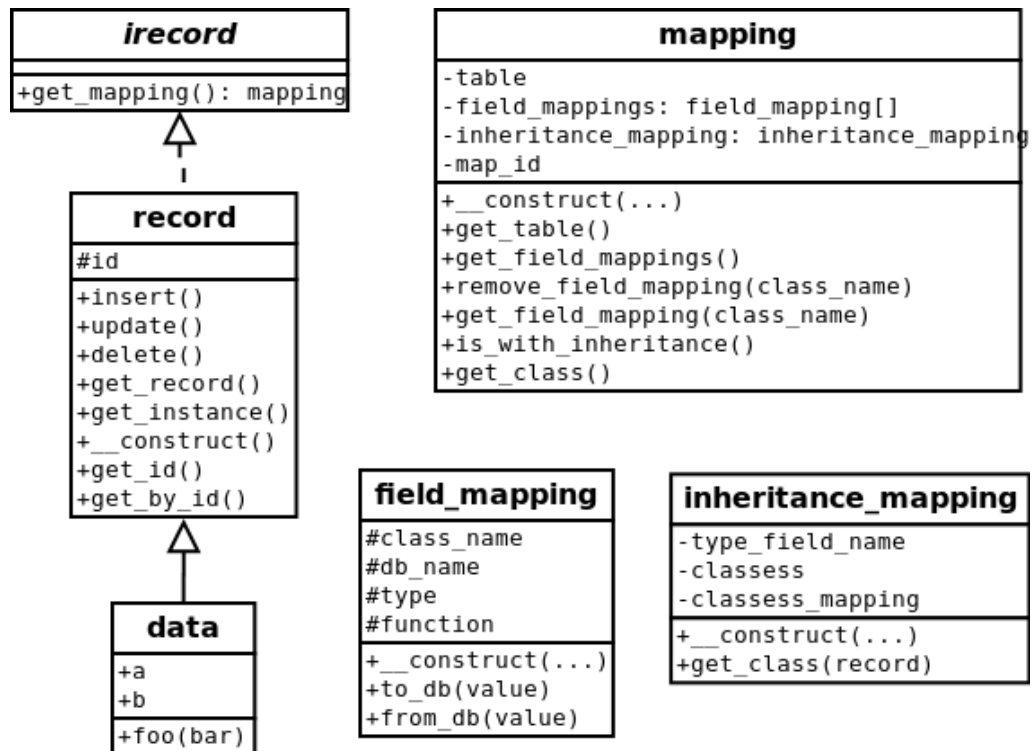 irecord
+get_mapping(): mapping
record
#id
+insert()
+update()
+delete()
+get_record()
+get_instance()
+__construct()
+get_id()
+get_by_id()
data
+a
+b
+foo(bar)
mapping
-table
-field_mappings: field_mapping[]
-inheritance_mapping: inheritance_mapping
-map_id
+__construct(...)
+get_table()
+get_field_mappings()
+remove_field_mapping(class_name)
+get_field_mapping(class_name)
+is_with_inheritance()
+get_class()
field_mapping
#class_name
#db_name
#type
#function
+__construct(...)
+to_db(value)
+from_db(value)
inheritance_mapping
-type_field_name
-classess
-classess_mapping
+__construct(...)
+get_class(record)